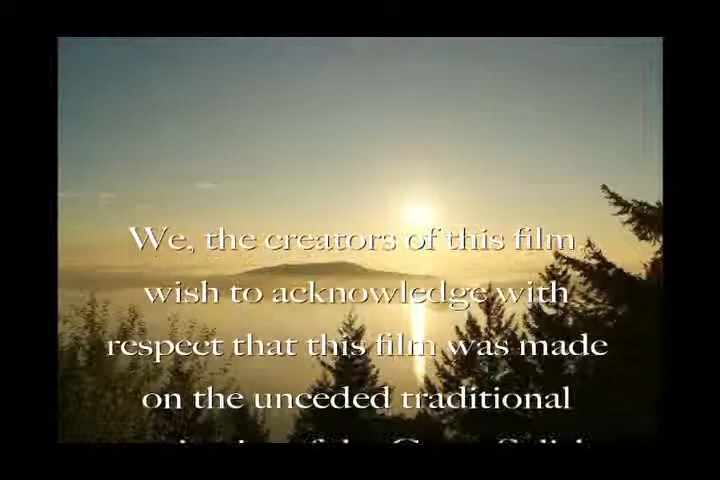 We, the creators of this film
wish to acknowledge with
respect that this film was made
on the unceded traditional